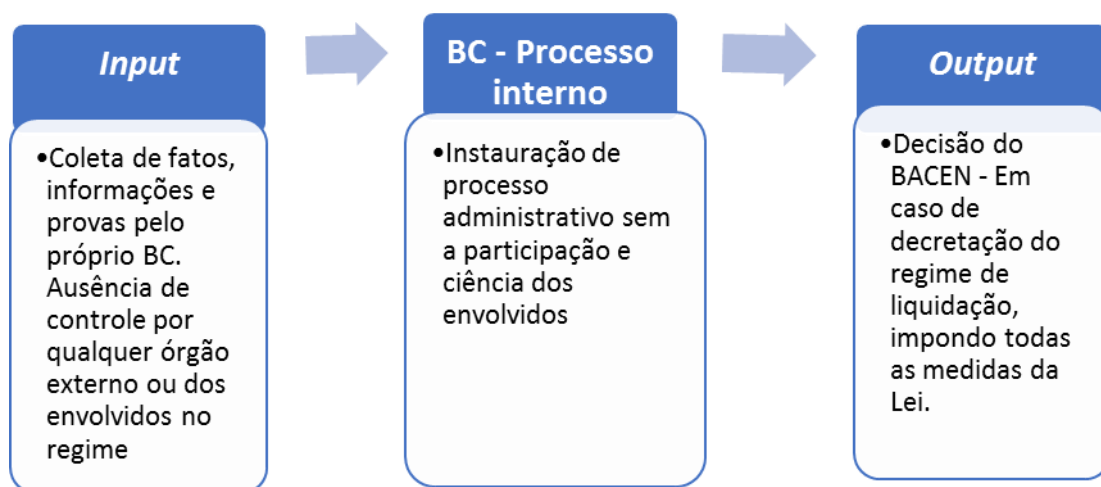 Input
•Coleta de fatos,
informações e
provas pelo
próprio BC.
Ausência de
controle por
qualquer órgão
externo ou dos
envolvidos no
regime
BC - Processo
interno
•Instauração de
processo
administrativo sem
a participação e
ciência dos
envolvidos
Output
•Decisão do
BACEN - Em
caso de
decretação do
regime de
liquidação,
impondo todas
as medidas da
Lei.